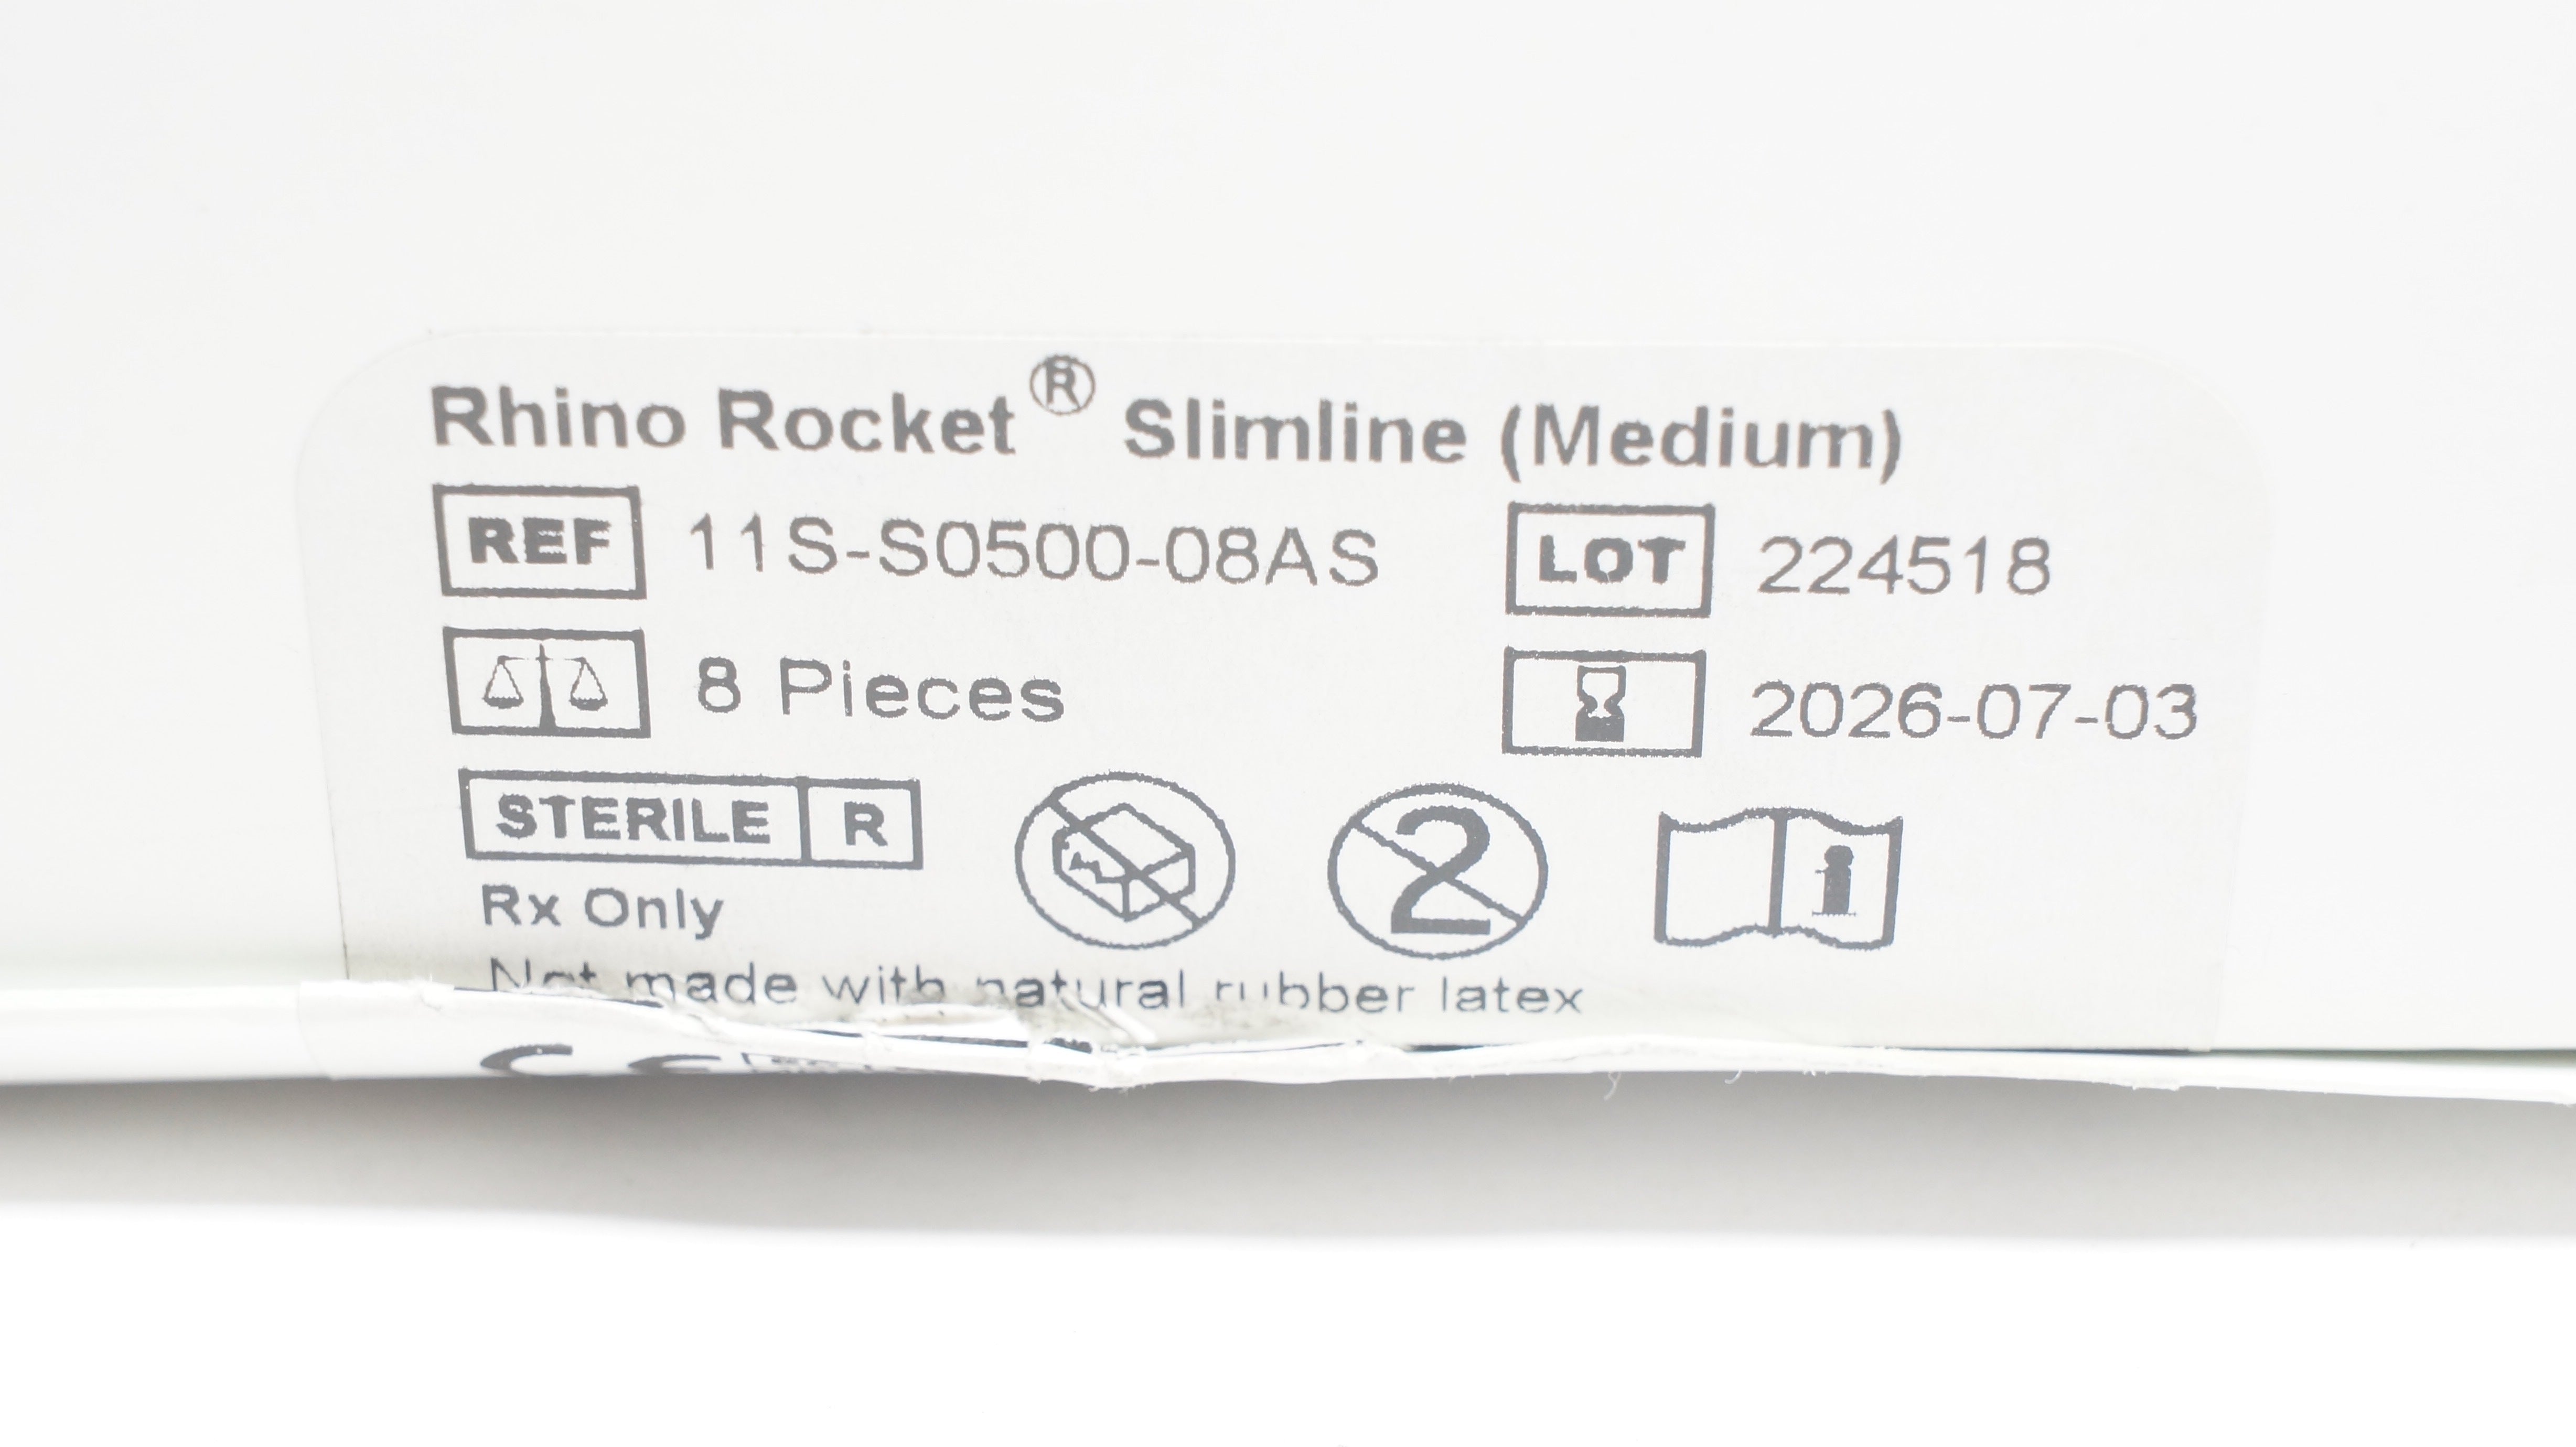 Rhino Rocket® Slimline (Medium)
REF 11S-S0500-08AS LOT 224518
8 Pieces 2026-07-03
STERILE R 2 i
Rx Only
Not made with natural rubber latex
CE